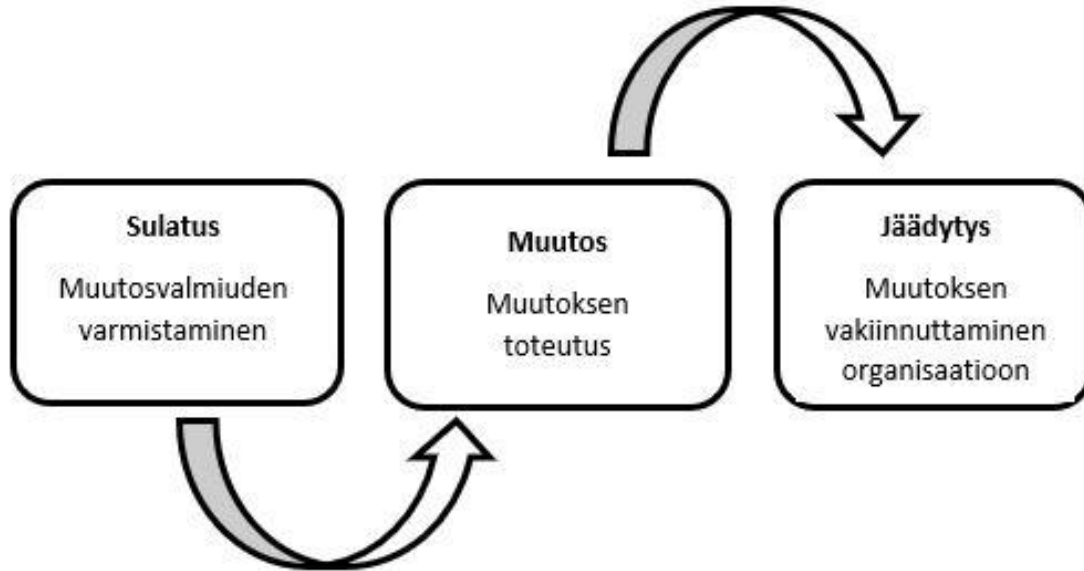 Sulatus
Muutosvalmiuden
varmistaminen
Muutos
Muutoksen
toteutus
Jäädytys
Muutoksen
vakiinnuttaminen
organisaatioon